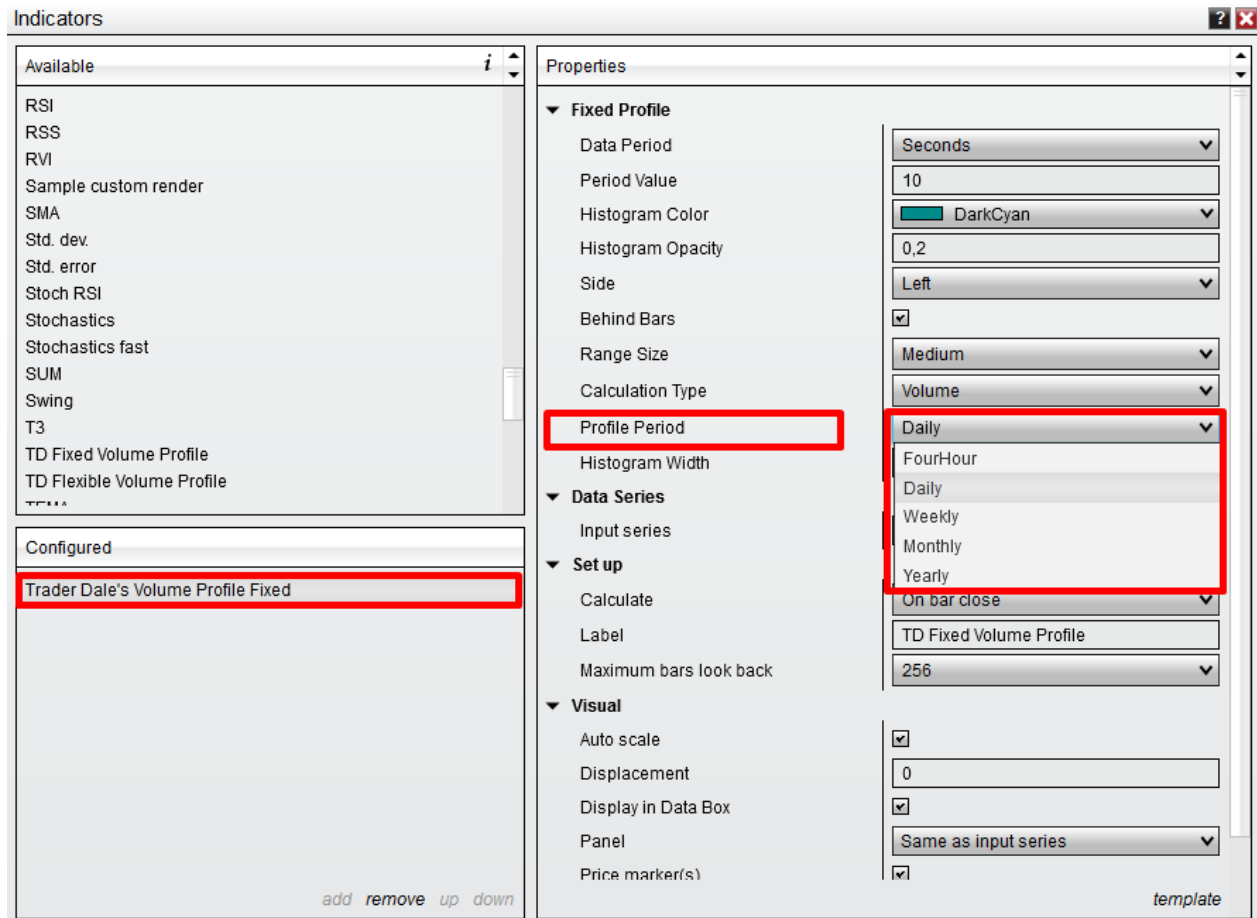 Indicators
?
Available i
RSI
RSS
RVI
Sample custom render
SMA
Std. dev.
Std. error
Stoch RSI
Stochastics
Stochastics fast
SUM
Swing
T3
TD Fixed Volume Profile
TD Flexible Volume Profile
TEMA
Configured
Trader Dale's Volume Profile Fixed
add remove up down
Properties
Fixed Profile
Data Period Seconds
Period Value 10
Histogram Color DarkCyan
Histogram Opacity 0,2
Side Left
Behind Bars
Range Size Medium
Calculation Type Volume
Profile Period Daily
FourHour
Histogram Width
Daily
Data Series
Weekly
Input series
Monthly
Set up
Yearly
Calculate On bar close
Label TD Fixed Volume Profile
Maximum bars look back 256
Visual
Auto scale
Displacement 0
Display in Data Box
Panel Same as input series
Price marker(s)
template